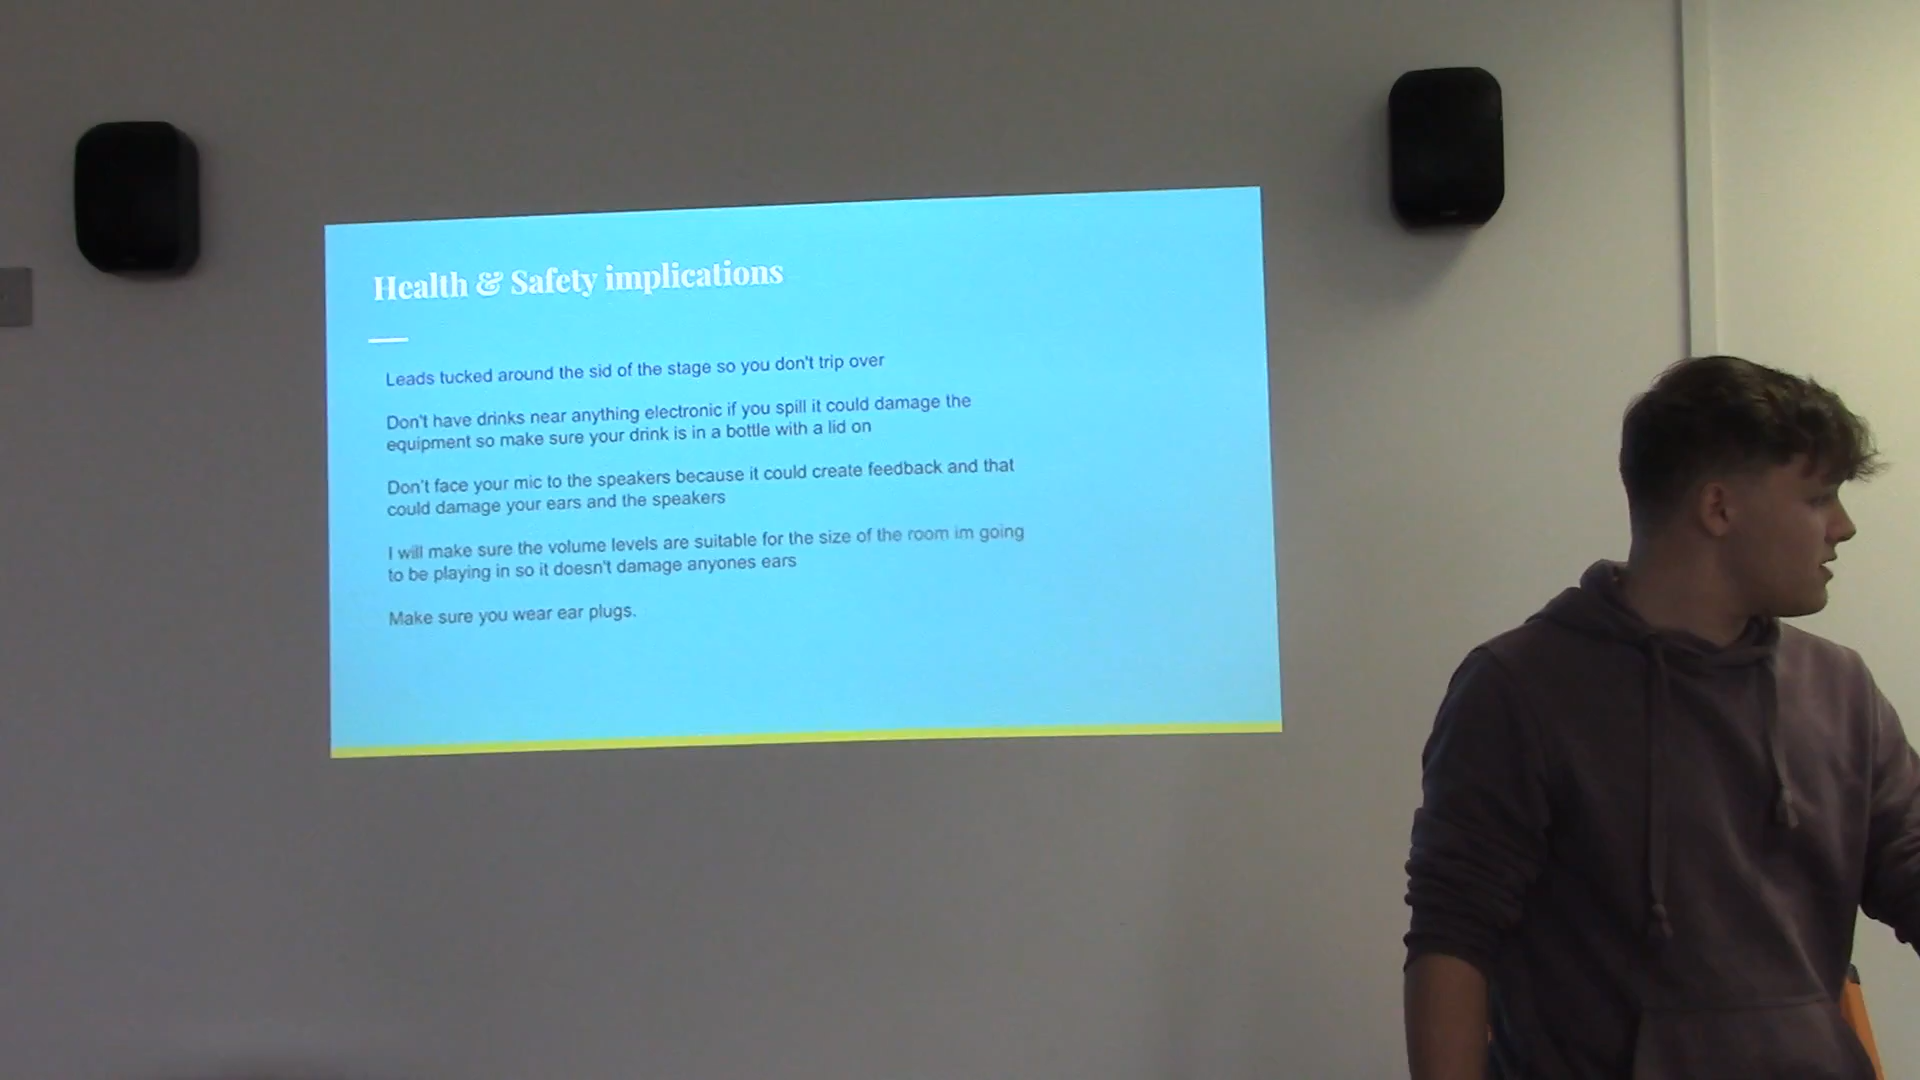 Health & Safety implications
Leads tucked around the sid of the stage so you don't trip over
Don't have drinks near anything electronic if you spill it could damage the
equipment so make sure your drink is in a bottle with a lid on
Don't face your mic to the speakers because it could create feedback and that
could damage your ears and the speakers
I will make sure the volume levels are suitable for the size of the room im going
to be playing in so it doesn't damage anyones ears
Make sure you wear ear plugs.